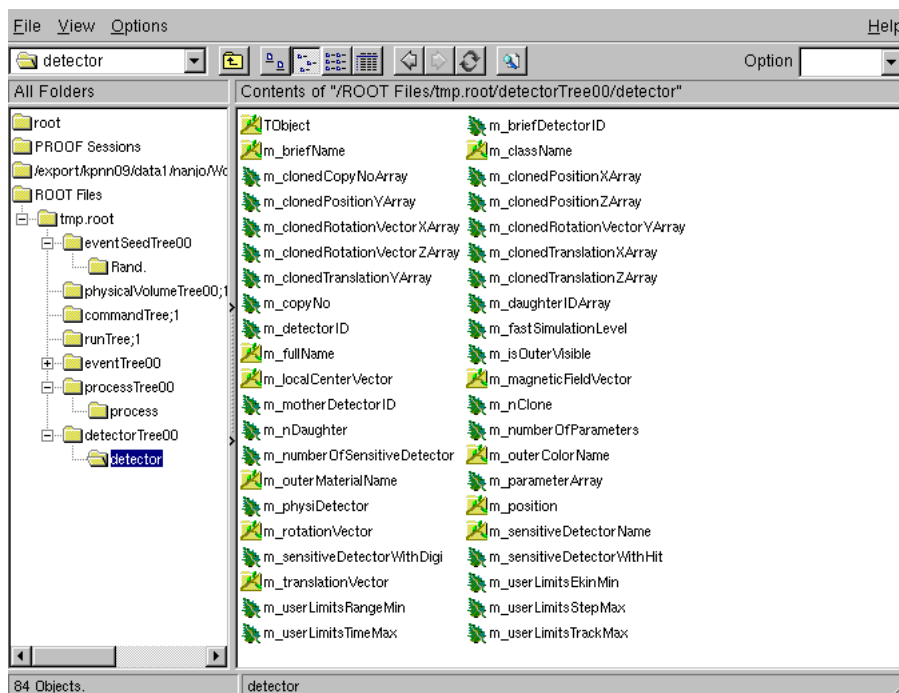 File View Options Help
detector Option
All Folders
Contents of "/ROOT Files/tmp.root/detectorTree00/detector"
root
PROOF Sessions
/export/kpnn09/data1/nanjo/Wo
ROOT Files
tmp.root
eventSeedTree00
Rand.
physicalVolumeTree00;1
commandTree;1
runTree;1
eventTree00
processTree00
process
detectorTree00
detector
TObject m_briefDetectorID
m_briefName m_className
m_clonedCopyNoArray m_clonedPositionXArray
m_clonedPositionYArray m_clonedPositionZArray
m_clonedRotationVectorXArray m_clonedRotationVectorYArray
m_clonedRotationVectorZArray m_clonedTranslationXArray
m_clonedTranslationYArray m_clonedTranslationZArray
m_copyNo m_daughterIDArray
m_detectorID m_fastSimulationLevel
m_fullName m_isOuterVisible
m_localCenterVector m_magneticFieldVector
m_motherDetectorID m_nClone
m_nDaughter m_numberOfParameters
m_numberOfSensitiveDetector m_outerColorName
m_outerMaterialName m_parameterArray
m_physiDetector m_position
m_rotationVector m_sensitiveDetectorName
m_sensitiveDetectorWithDigi m_sensitiveDetectorWithHit
m_translationVector m_userLimitsEkinMin
m_userLimitsRangeMin m_userLimitsStepMax
m_userLimitsTimeMax m_userLimitsTrackMax
84 Objects. detector